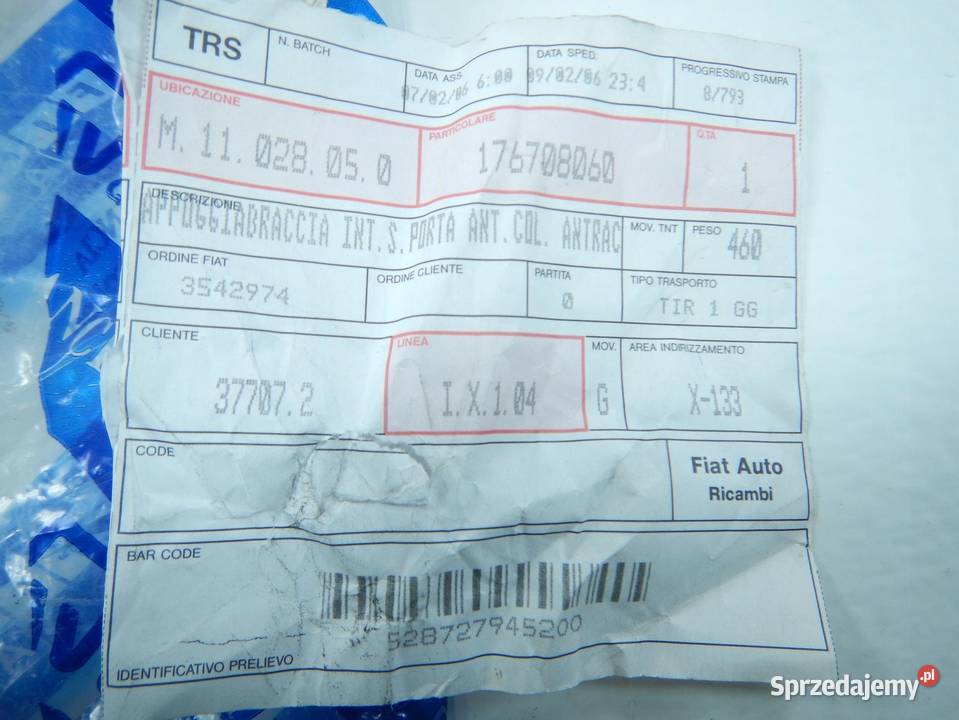 TRS
N. BATCH
DATA ASS.
07/02/06 6:00
DATA SPED.
09/02/06 23:4
PROGRESSIVO STAMPA
8/793
UBICAZIONE
M. 11. 028. 05. 0
PARTICOLARE
176708060
Q.TA
1
DESCRIZIONE
APPOGGIABRACCIA INT.S.PORTA ANT.COL. ANTRAC
MOV. TNT
PESO
460
ORDINE FIAT
3542974
ORDINE CLIENTE
PARTITA
0
TIPO TRASPORTO
TIR 1 GG
CLIENTE
37707.2
LINEA
I.X.1.04
MOV.
G
AREA INDIRIZZAMENTO
X-133
CODE
Fiat Auto
Ricambi
BAR CODE
528727945200
IDENTIFICATIVO PRELIEVO
Sprzedajemy.pl